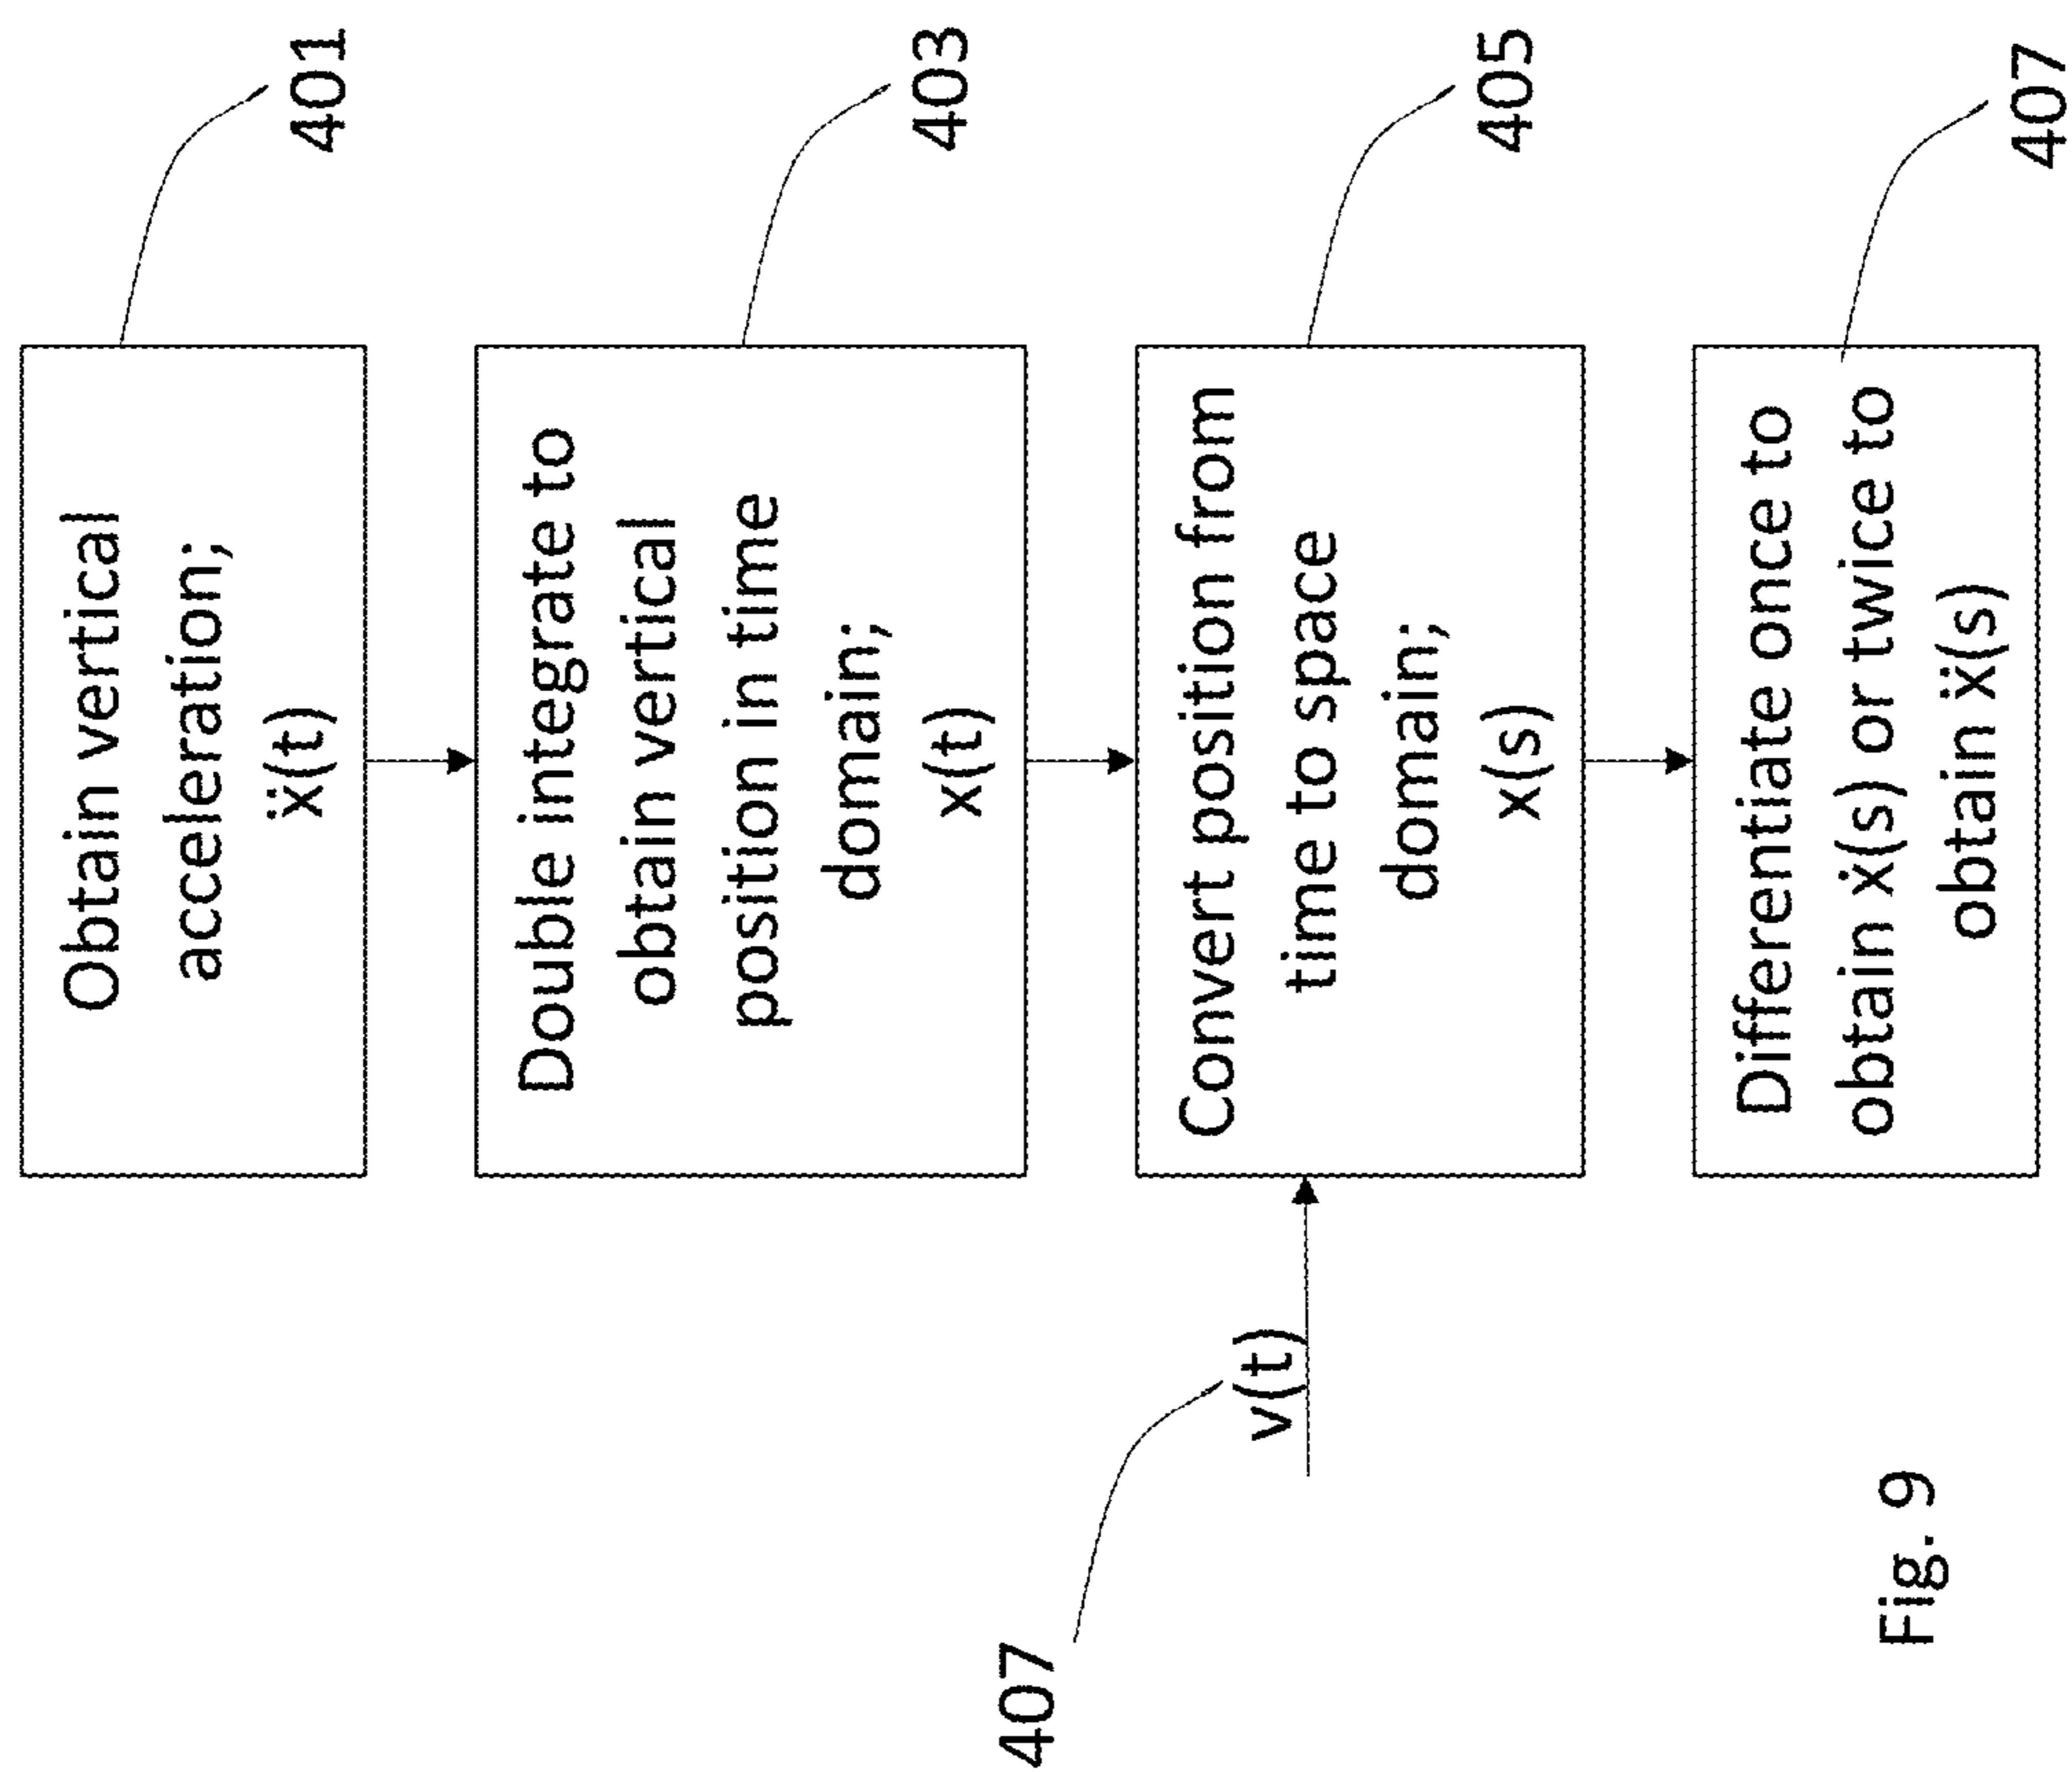 Obtain vertical
acceleration;
ẍ(t)
401
Double integrate to
obtain vertical
position in time
domain;
x(t)
403
407
v(t)
Convert position from
time to space
domain;
x(s)
405
Differentiate once to
obtain ẋ(s) or twice to
obtain ẍ(s)
407
Fig. 9